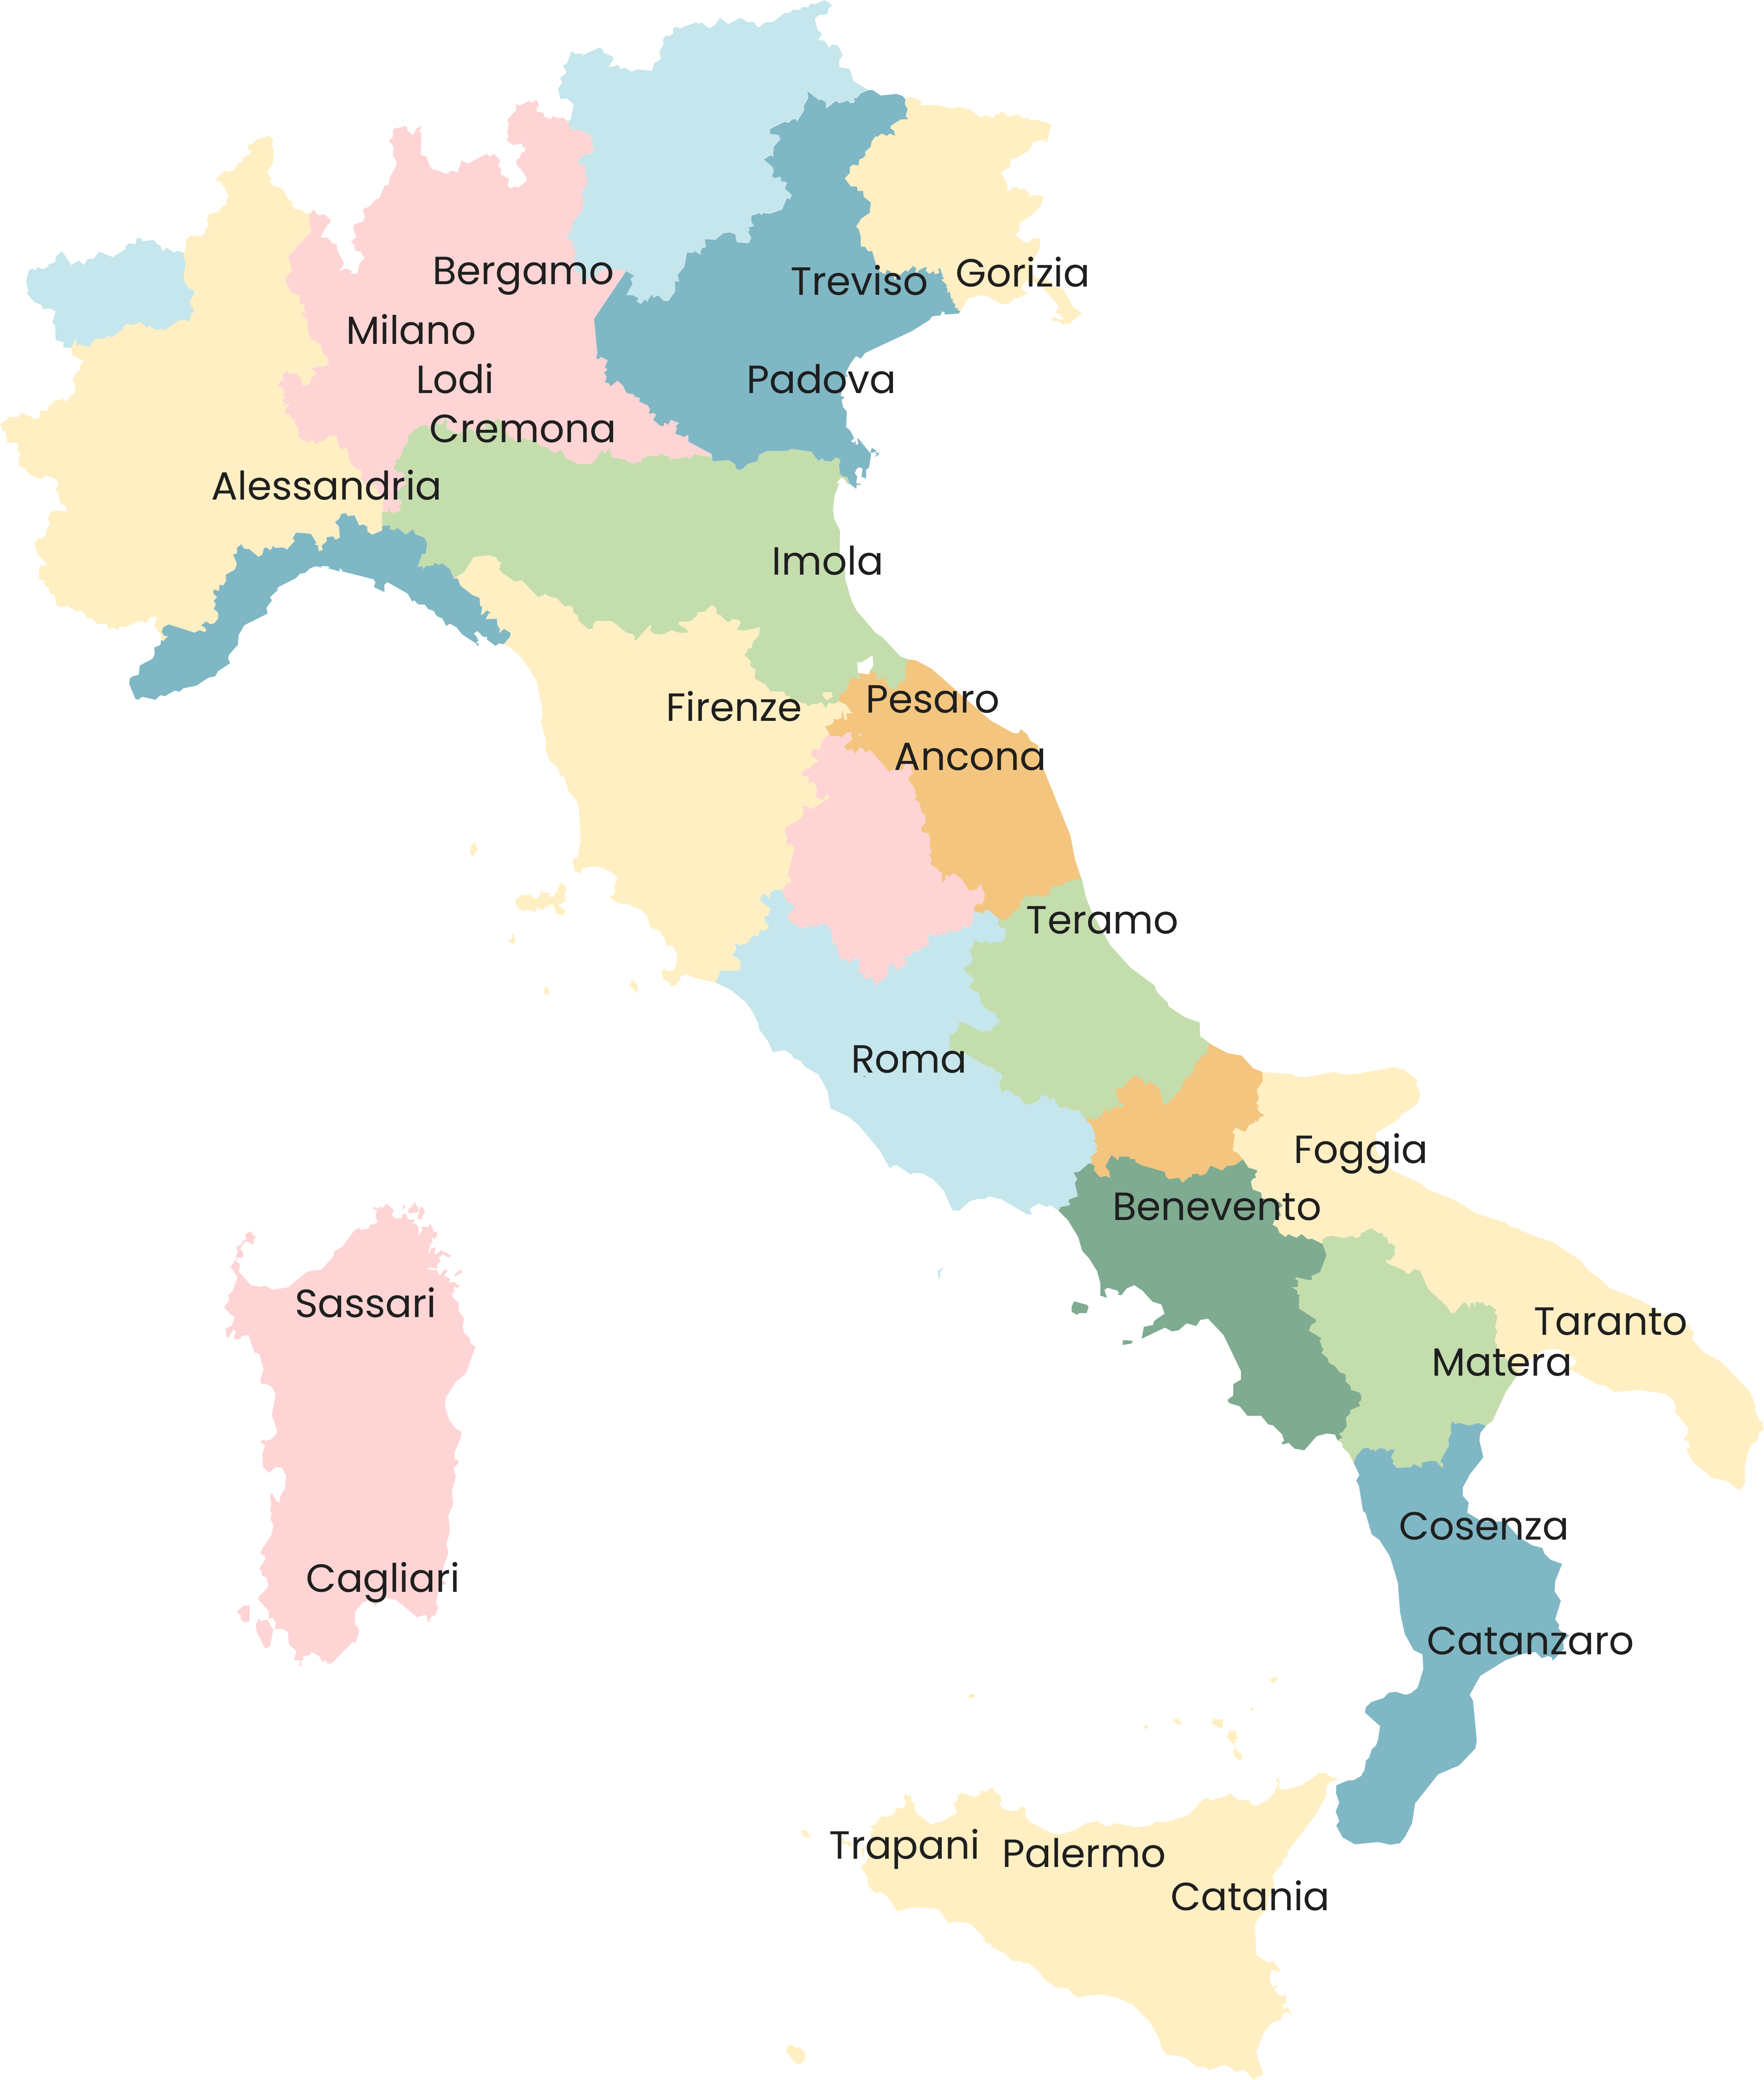 Bergamo
Treviso
Gorizia
Milano
Lodi
Padova
Cremona
Alessandria
Imola
Firenze
Pesaro
Ancona
Teramo
Roma
Foggia
Benevento
Sassari
Taranto
Matera
Cosenza
Cagliari
Catanzaro
Trapani
Palermo
Catania